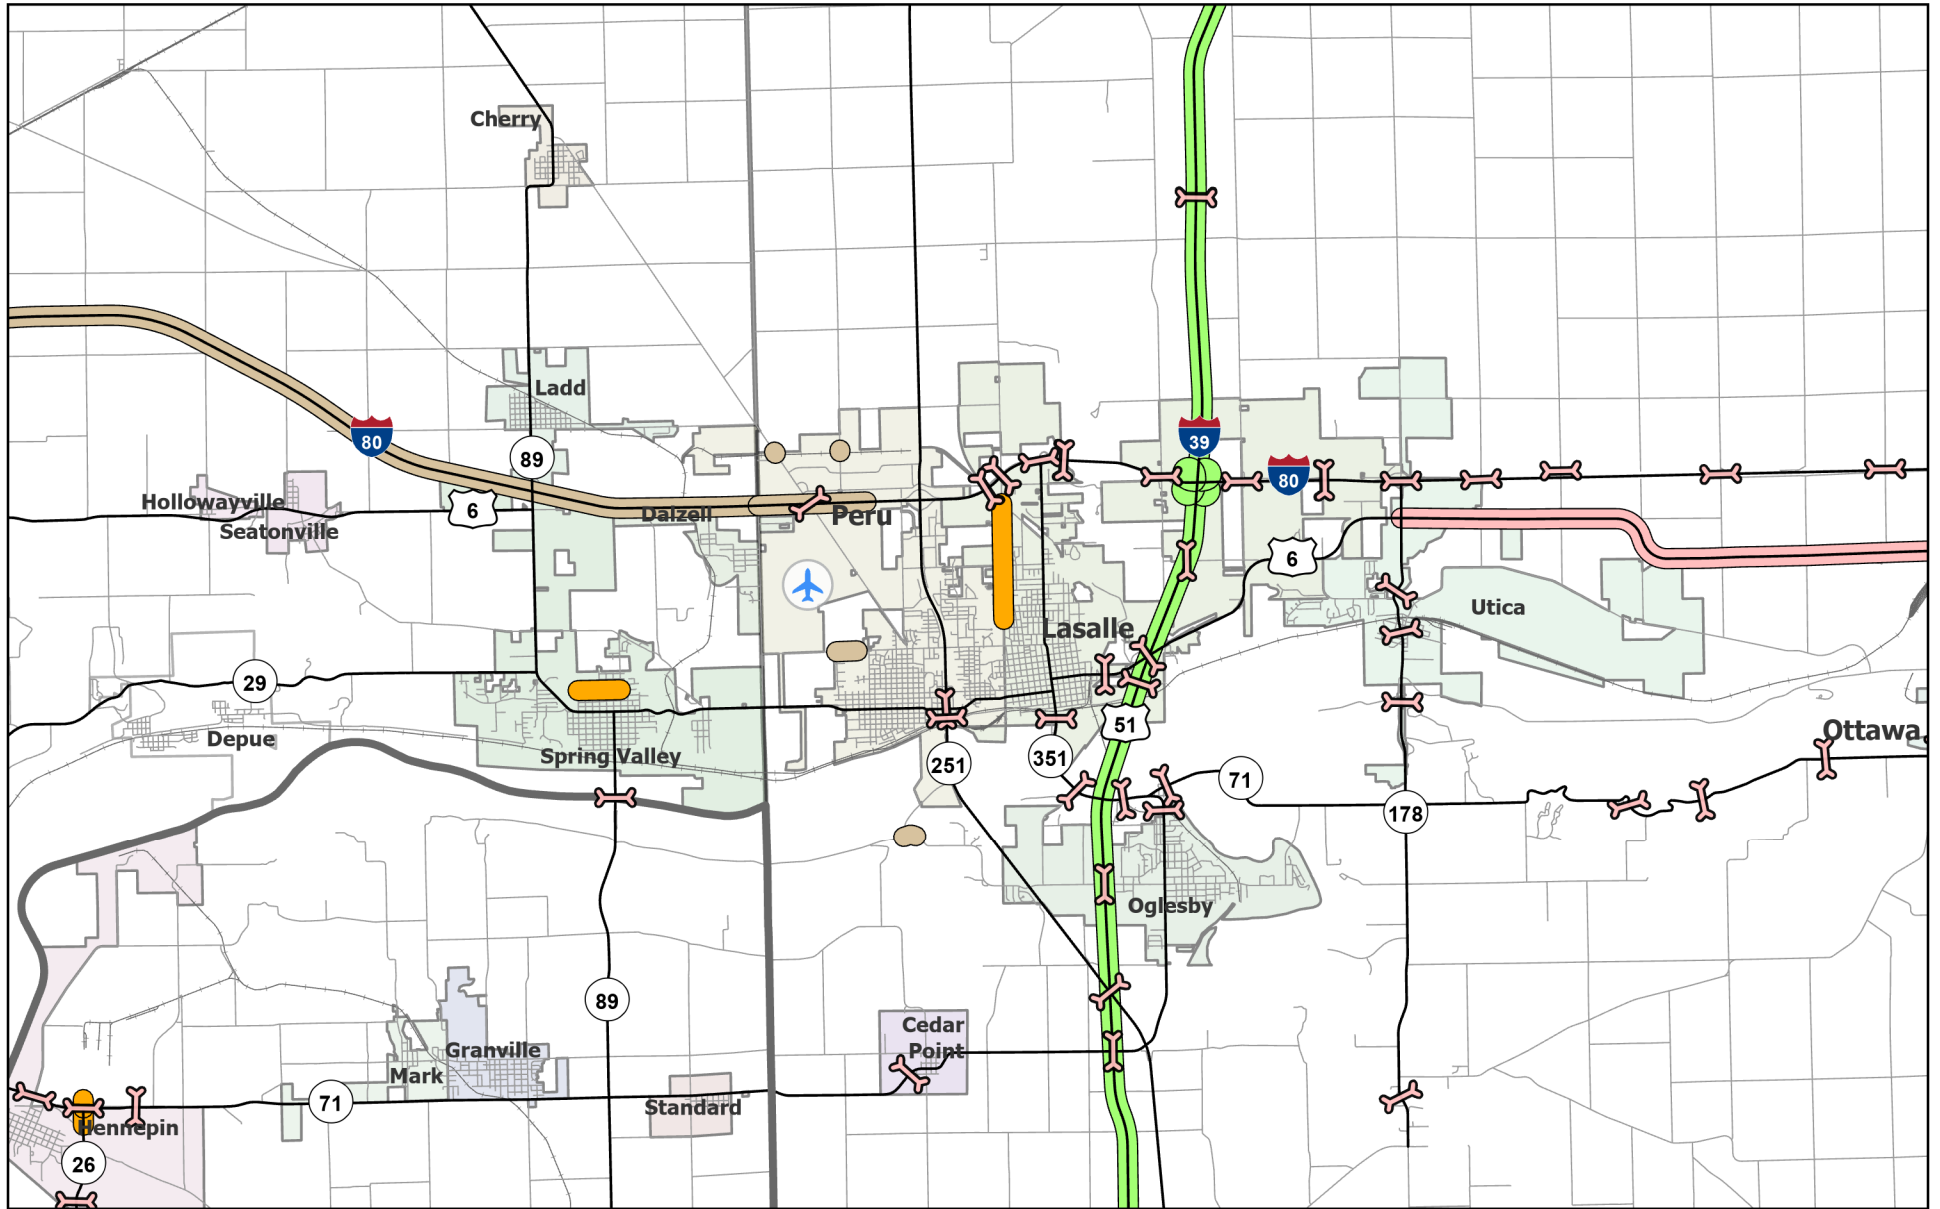 Cherry
Ladd
80
89
39
80
Hollowayville
6
Seatonville
Dalzell
Peru
6
Utica
Lasalle
29
Depue
Spring Valley
51
Ottawa
251
351
71
178
Oglesby
89
Cedar
Point
Granville
Mark
71
Standard
Hennepin
26